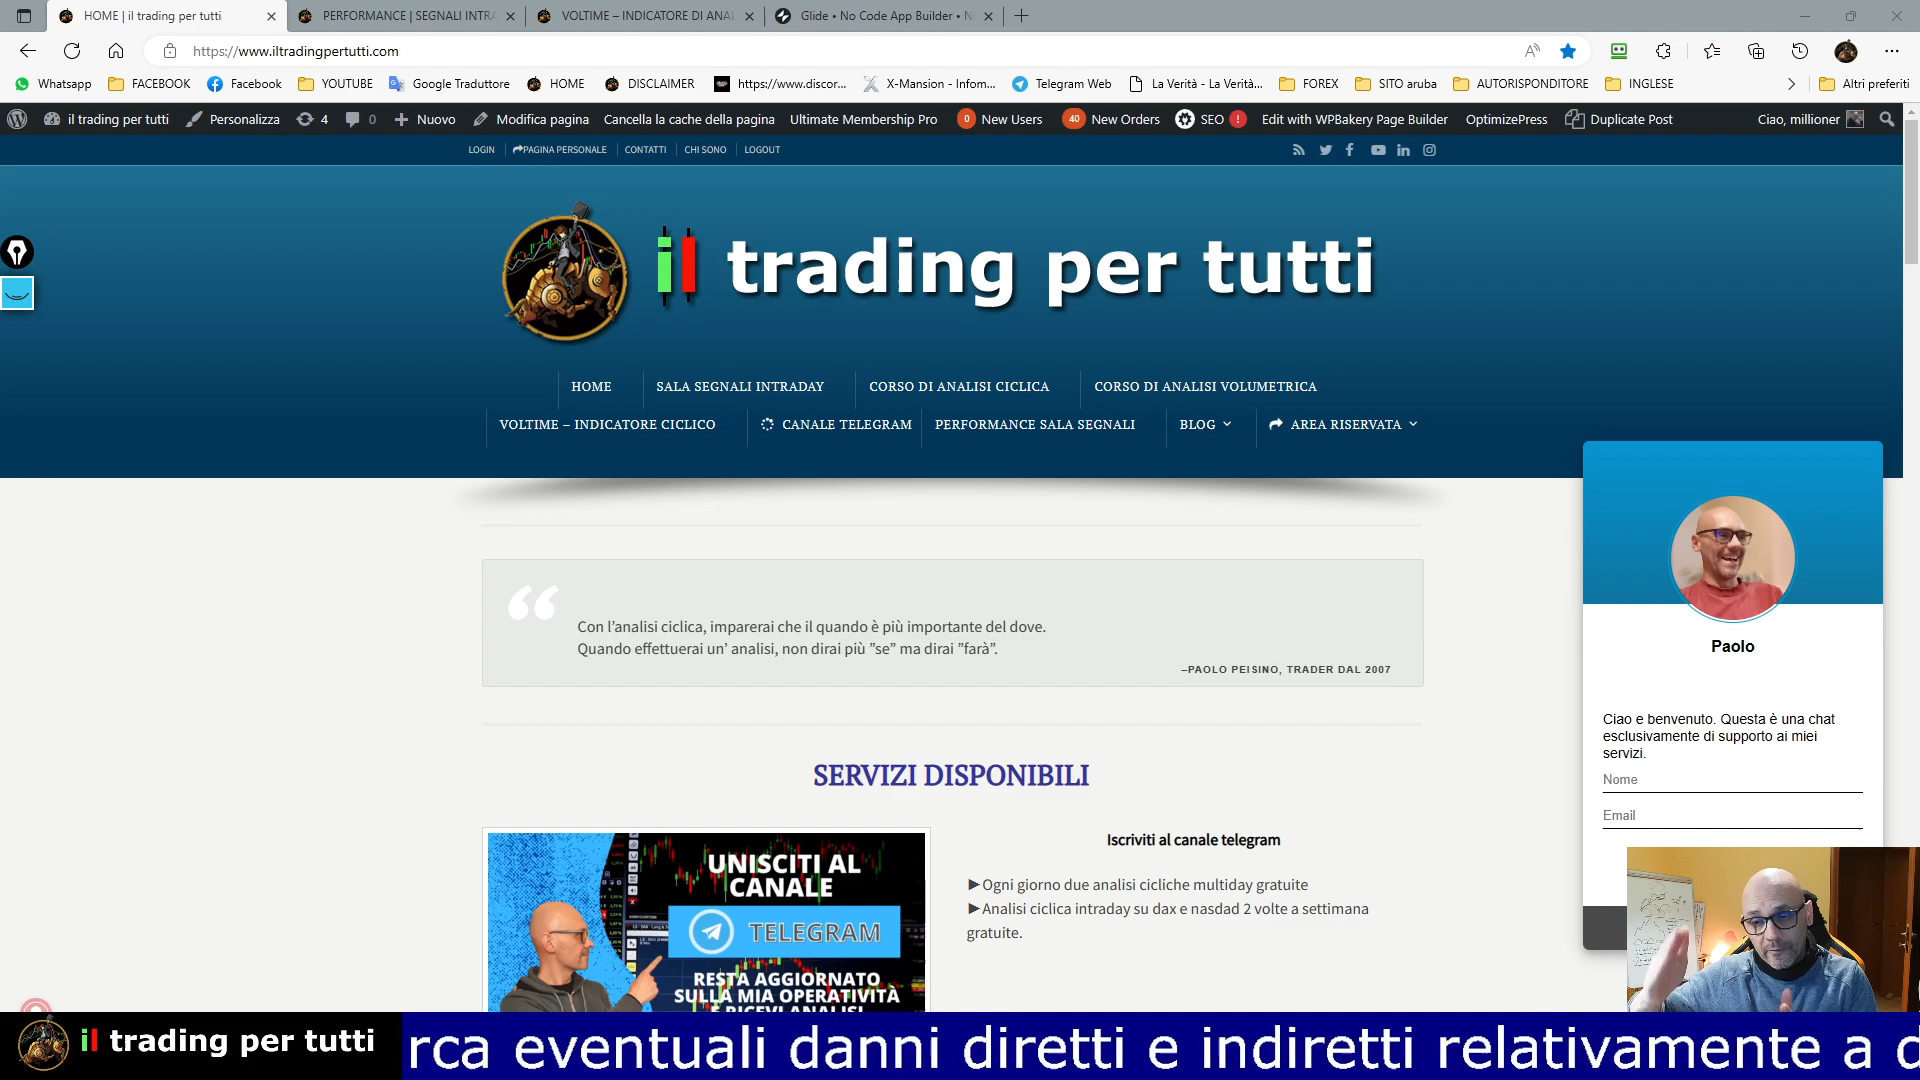 HOME | il trading per tutti
PERFORMANCE | SEGNALI INTRA
VOLTIME – INDICATORE DI ANAL
Glide • No Code App Builder • N
https://www.iltradingpertutti.com
Whatsapp
FACEBOOK
Facebook
YOUTUBE
Google Traduttore
HOME
DISCLAIMER
https://www.discor...
X-Mansion - Infom...
Telegram Web
La Verità - La Verità...
FOREX
SITO aruba
AUTORISPONDITORE
INGLESE
Altri preferiti
il trading per tutti
Personalizza
4
0
Nuovo
Modifica pagina
Cancella la cache della pagina
Ultimate Membership Pro
0 New Users
40 New Orders
SEO !
Edit with WPBakery Page Builder
OptimizePress
Duplicate Post
Ciao, millioner
LOGIN
PAGINA PERSONALE
CONTATTI
CHI SONO
LOGOUT
il trading per tutti
HOME
SALA SEGNALI INTRADAY
CORSO DI ANALISI CICLICA
CORSO DI ANALISI VOLUMETRICA
VOLTIME – INDICATORE CICLICO
CANALE TELEGRAM
PERFORMANCE SALA SEGNALI
BLOG
AREA RISERVATA
Con l’analisi ciclica, imparerai che il quando è più importante del dove.
Quando effettuerai un’ analisi, non dirai più ”se” ma dirai ”farà”.
–PAOLO PEISINO, TRADER DAL 2007
SERVIZI DISPONIBILI
UNISCITI AL
CANALE
TELEGRAM
RESTA AGGIORNATO
SULLA MIA OPERATIVITÀ
E RICEVI ANALISI
Iscriviti al canale telegram
►Ogni giorno due analisi cicliche multiday gratuite
►Analisi ciclica intraday su dax e nasdad 2 volte a settimana
gratuite.
Paolo
Ciao e benvenuto. Questa è una chat
esclusivamente di supporto ai miei
servizi.
Nome
Email
il trading per tutti
rca eventuali danni diretti e indiretti relativamente a d